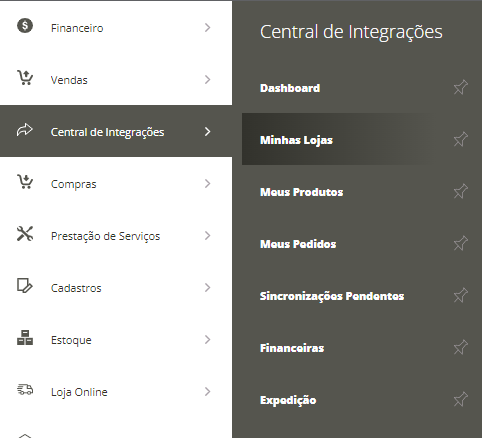 Financeiro
Vendas
Central de Integrações
Compras
Prestação de Serviços
Cadastros
Estoque
Loja Online
Central de Integrações
Dashboard
Minhas Lojas
Meus Produtos
Meus Pedidos
Sincronizações Pendentes
Financeiras
Expedição